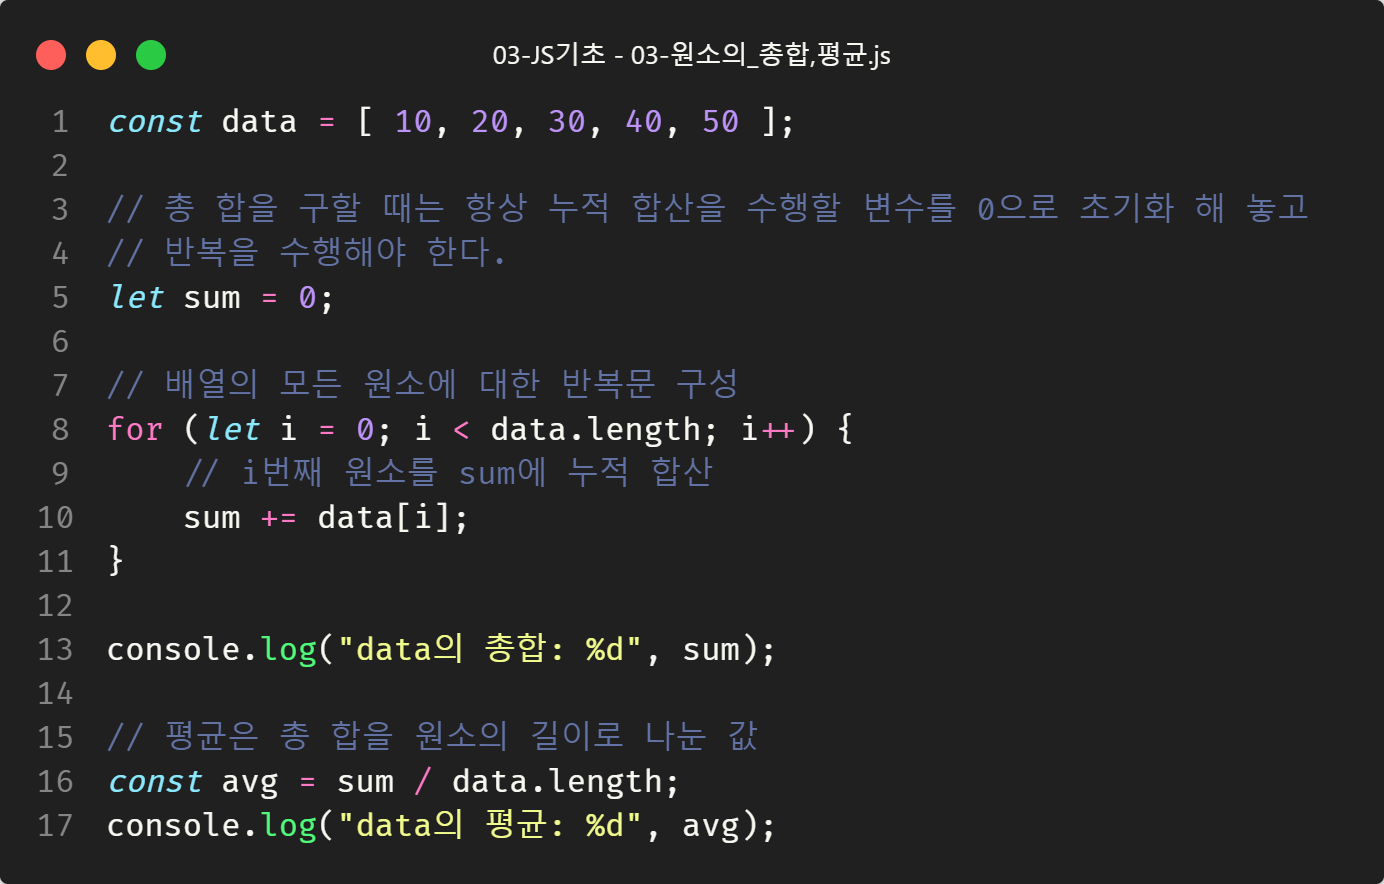 03-JS기초 - 03-원소의_총합,평균.js
1 const data = [ 10, 20, 30, 40, 50 ];
2
3 // 총 합을 구할 때는 항상 누적 합산을 수행할 변수를 0으로 초기화 해 놓고
4 // 반복을 수행해야 한다.
5 let sum = 0;
6
7 // 배열의 모든 원소에 대한 반복문 구성
8 for (let i = 0; i < data.length; i++) {
9     // i번째 원소를 sum에 누적 합산
10     sum += data[i];
11 }
12
13 console.log("data의 총합: %d", sum);
14
15 // 평균은 총 합을 원소의 길이로 나눈 값
16 const avg = sum / data.length;
17 console.log("data의 평균: %d", avg);